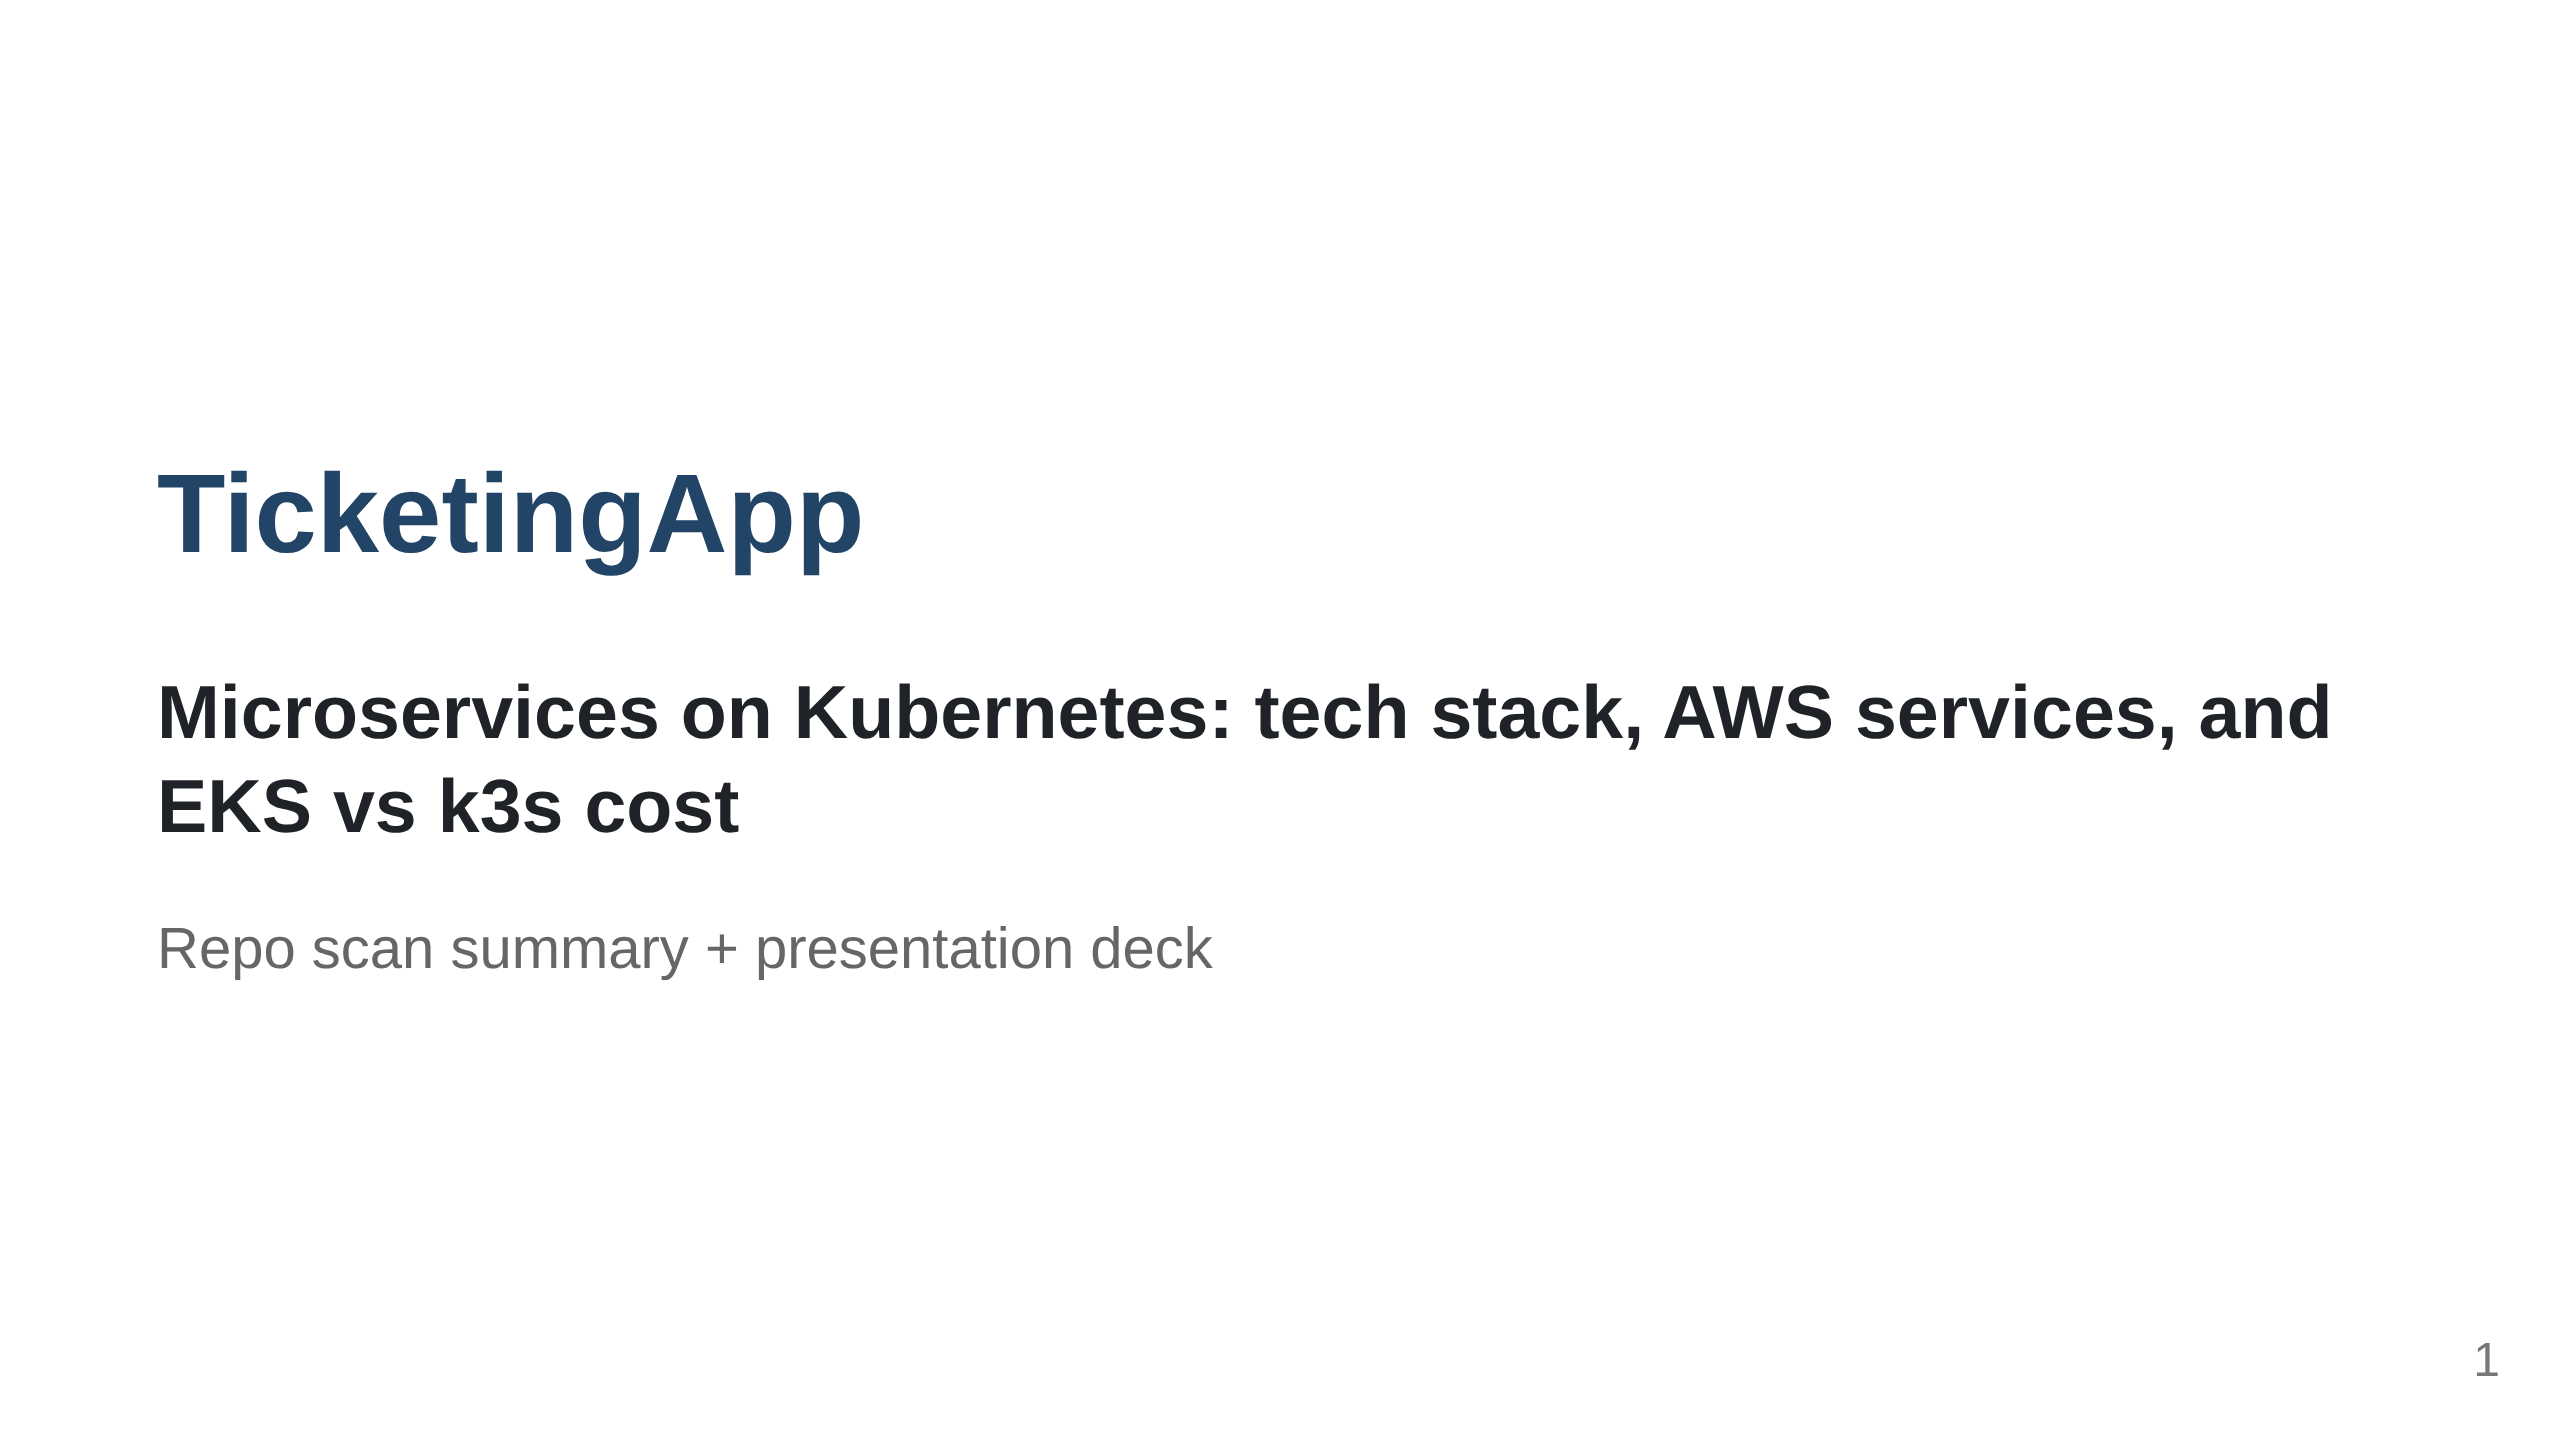 TicketingApp
Microservices on Kubernetes: tech stack, AWS services, and
EKS vs k3s cost
Repo scan summary + presentation deck
1